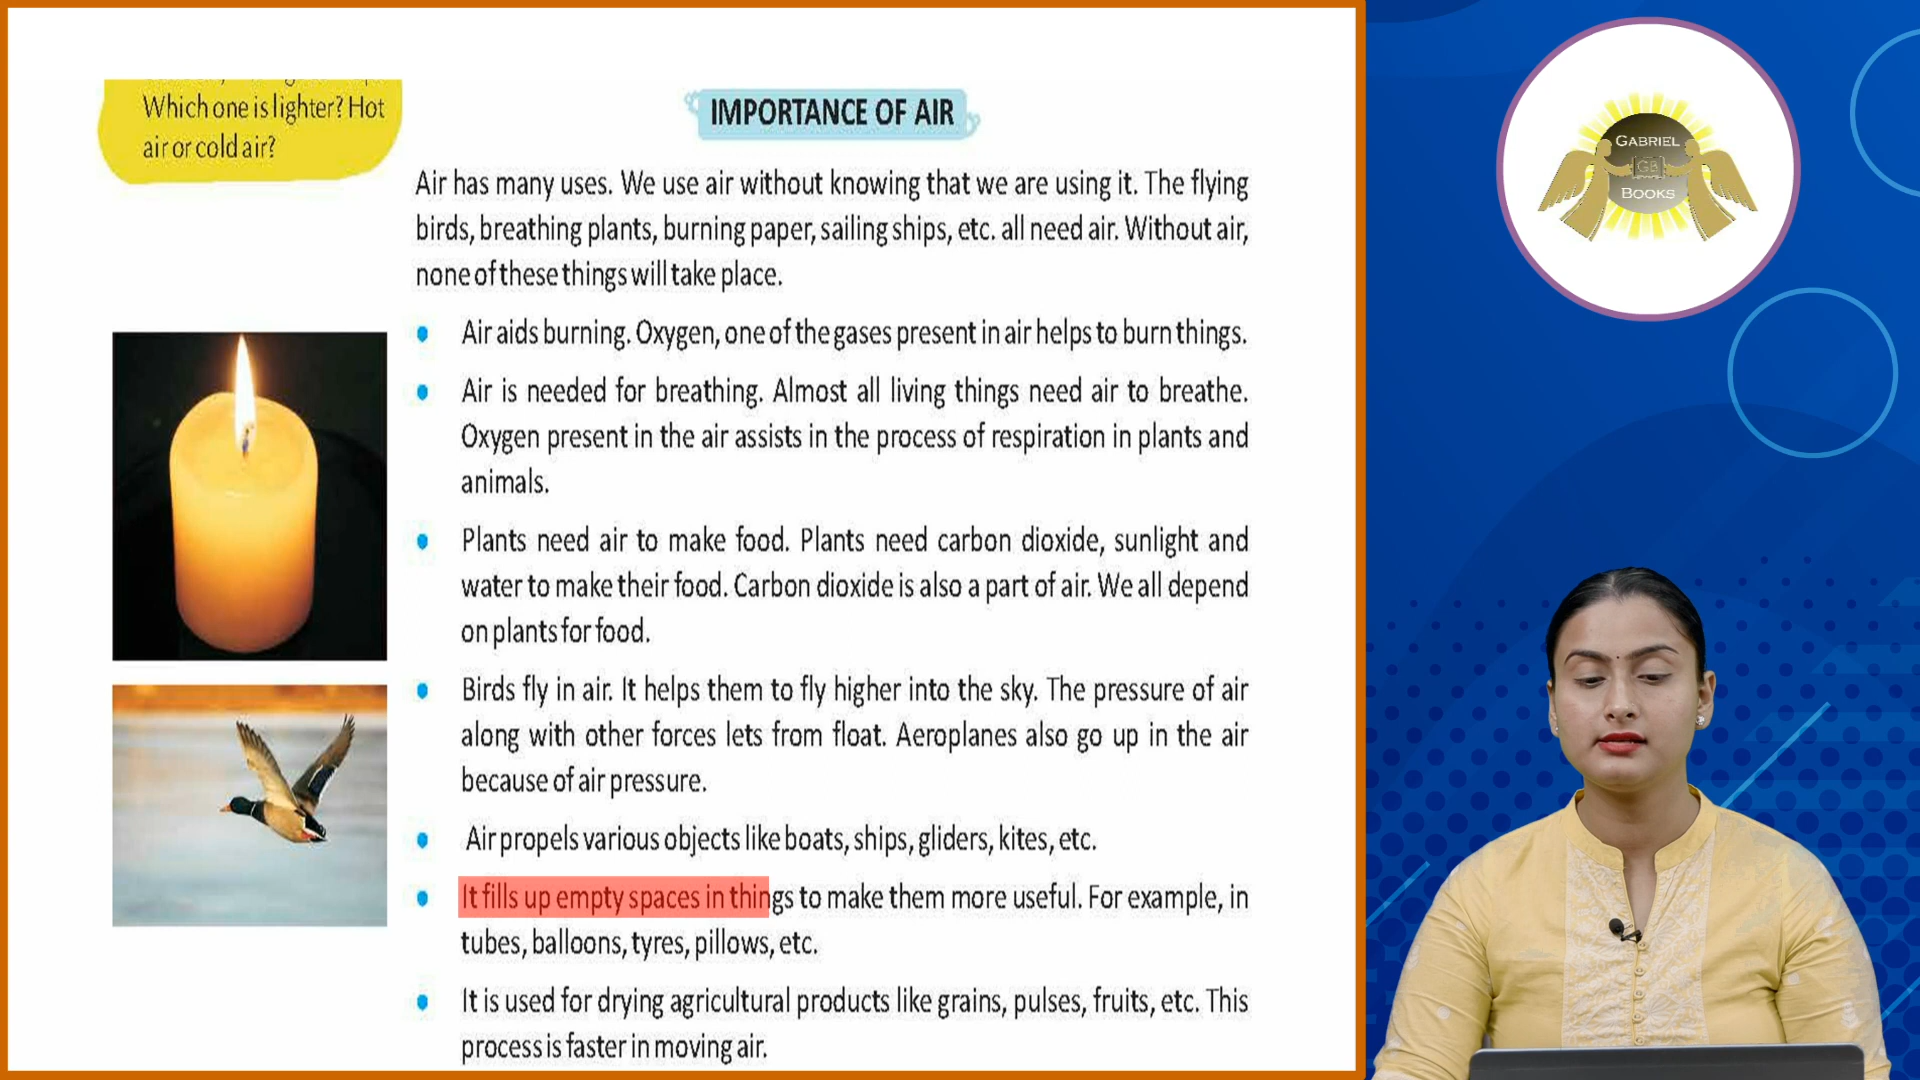 Which one is lighter? Hot
air or cold air?
IMPORTANCE OF AIR
Air has many uses. We use air without knowing that we are using it. The flying
birds, breathing plants, burning paper, sailing ships, etc. all need air. Without air,
none of these things will take place.
Air aids burning. Oxygen, one of the gases present in air helps to burn things.
Air is needed for breathing. Almost all living things need air to breathe.
Oxygen present in the air assists in the process of respiration in plants and
animals.
Plants need air to make food. Plants need carbon dioxide, sunlight and
water to make their food. Carbon dioxide is also a part of air. We all depend
on plants for food.
Birds fly in air. It helps them to fly higher into the sky. The pressure of air
along with other forces lets from float. Aeroplanes also go up in the air
because of air pressure.
Air propels various objects like boats, ships, gliders, kites, etc.
It fills up empty spaces in things to make them more useful. For example, in
tubes, balloons, tyres, pillows, etc.
It is used for drying agricultural products like grains, pulses, fruits, etc. This
process is faster in moving air.
GABRIEL
GB
BOOKS